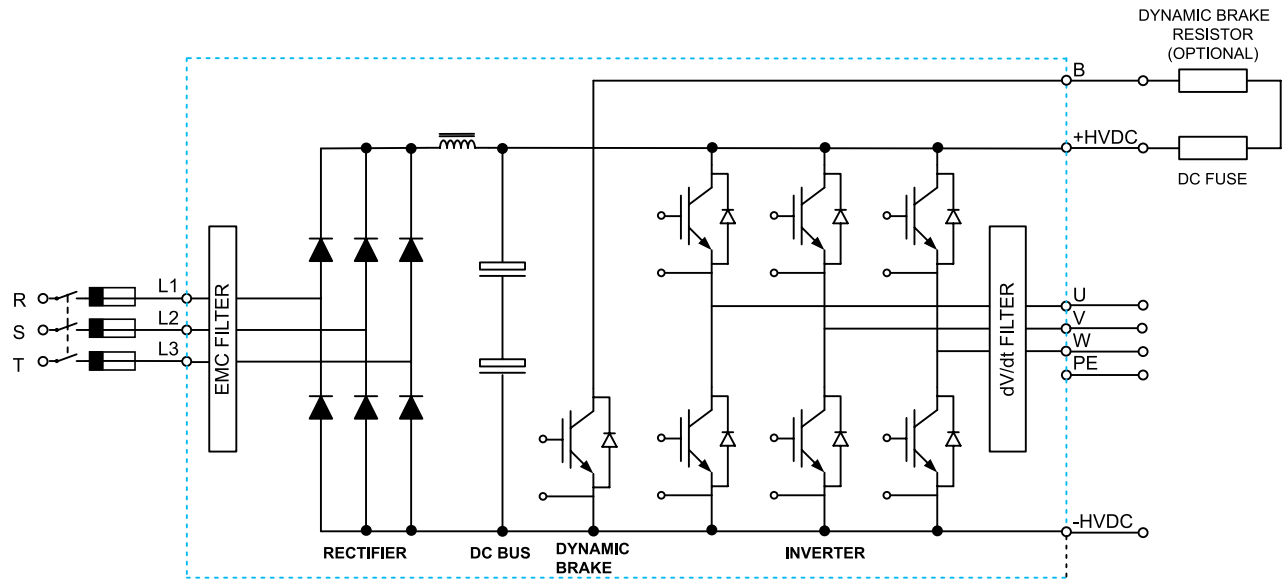 DYNAMIC BRAKE
RESISTOR
(OPTIONAL)
B
+HVDC
DC FUSE
R
S
T
L1
L2
L3
EMC FILTER
dV/dt FILTER
U
V
W
PE
-HVDC
RECTIFIER
DC BUS
DYNAMIC
BRAKE
INVERTER